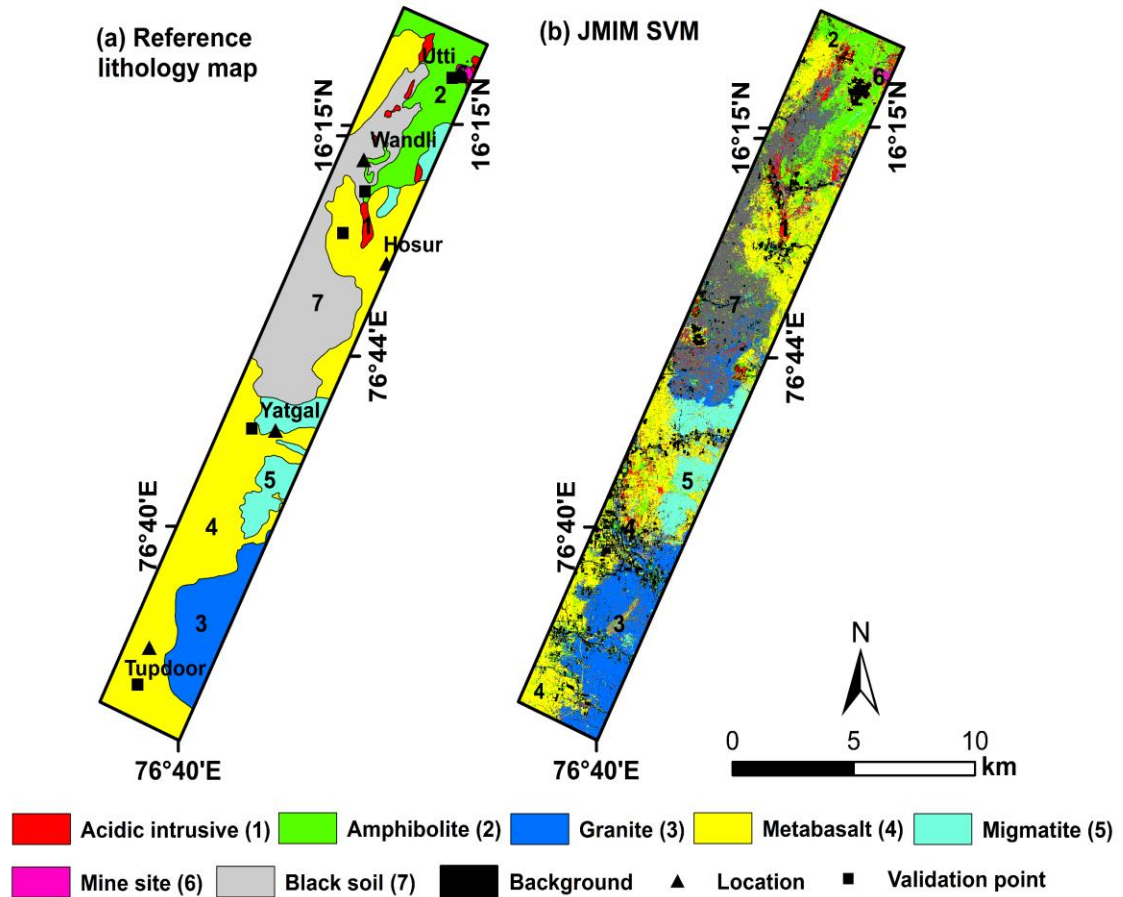 (a) Reference
lithology map
Utti
2
16°15'N
16°15'N
Wandli
1
Hosur
7
76°44'E
Yatgal
5
76°40'E
4
3
Tupdoor
76°40'E
(b) JMIM SVM
2
6
16°15'N
16°15'N
1
7
76°44'E
5
76°40'E
4
3
4
76°40'E
N
0 5 10
km
Acidic intrusive (1) Amphibolite (2) Granite (3) Metabasalt (4) Migmatite (5)
Mine site (6) Black soil (7) Background Location Validation point